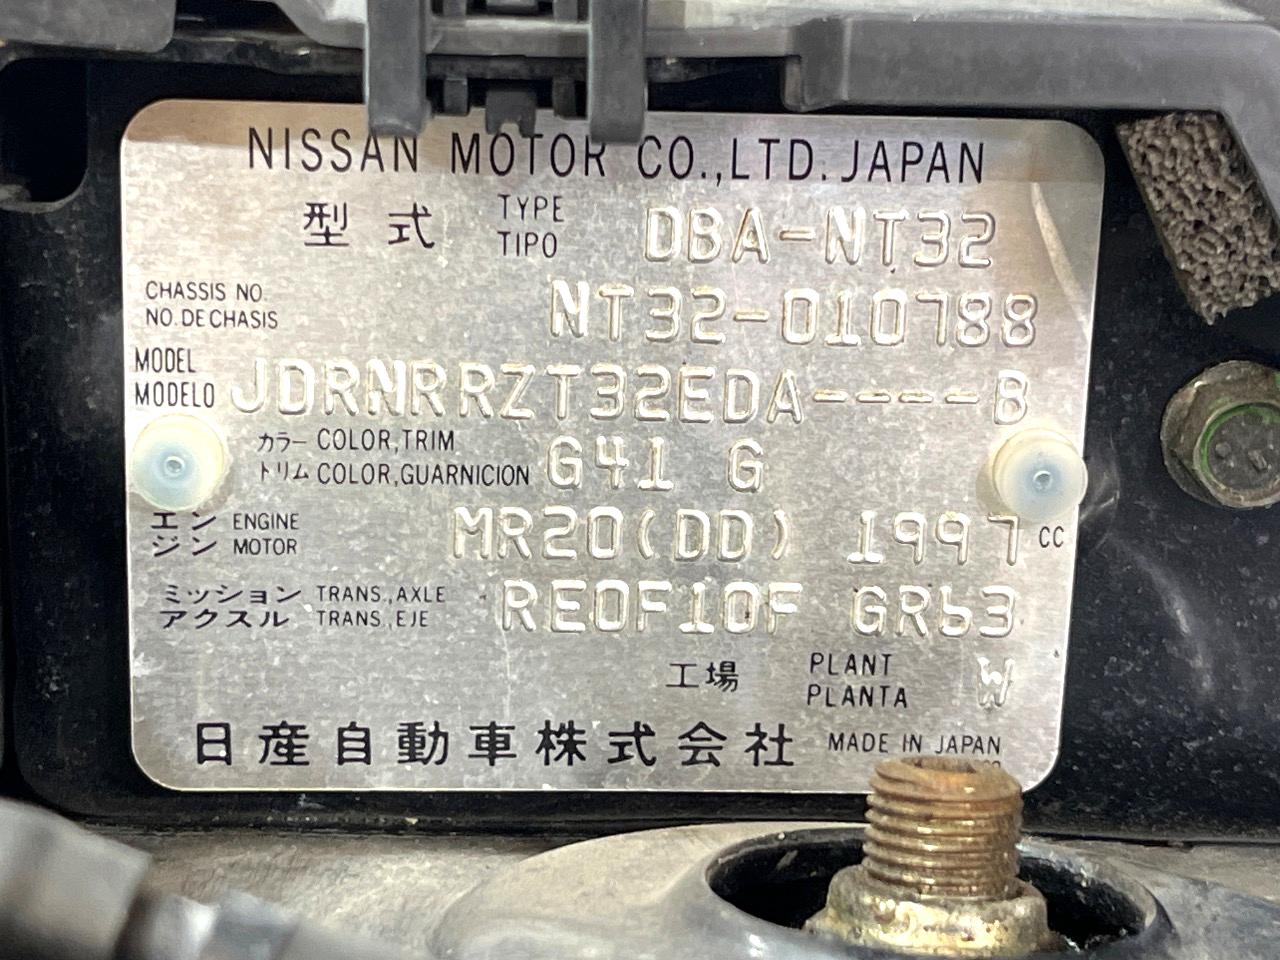 NISSAN MOTOR CO.,LTD. JAPAN
型式 TYPE TIPO DBA-NT32
CHASSIS NO.
NO. DE CHASIS NT32-010788
MODEL
MODELO JDRNRRZT32EDA----B
カラー COLOR,TRIM
トリム COLOR,GUARNICION G41 G
エン ENGINE
ジン MOTOR MR20(DD) 1997 CC
ミッション TRANS.,AXLE
アクスル TRANS.,EJE RE0F10F GR63
工場 PLANT PLANTA W
日産自動車株式会社 MADE IN JAPAN